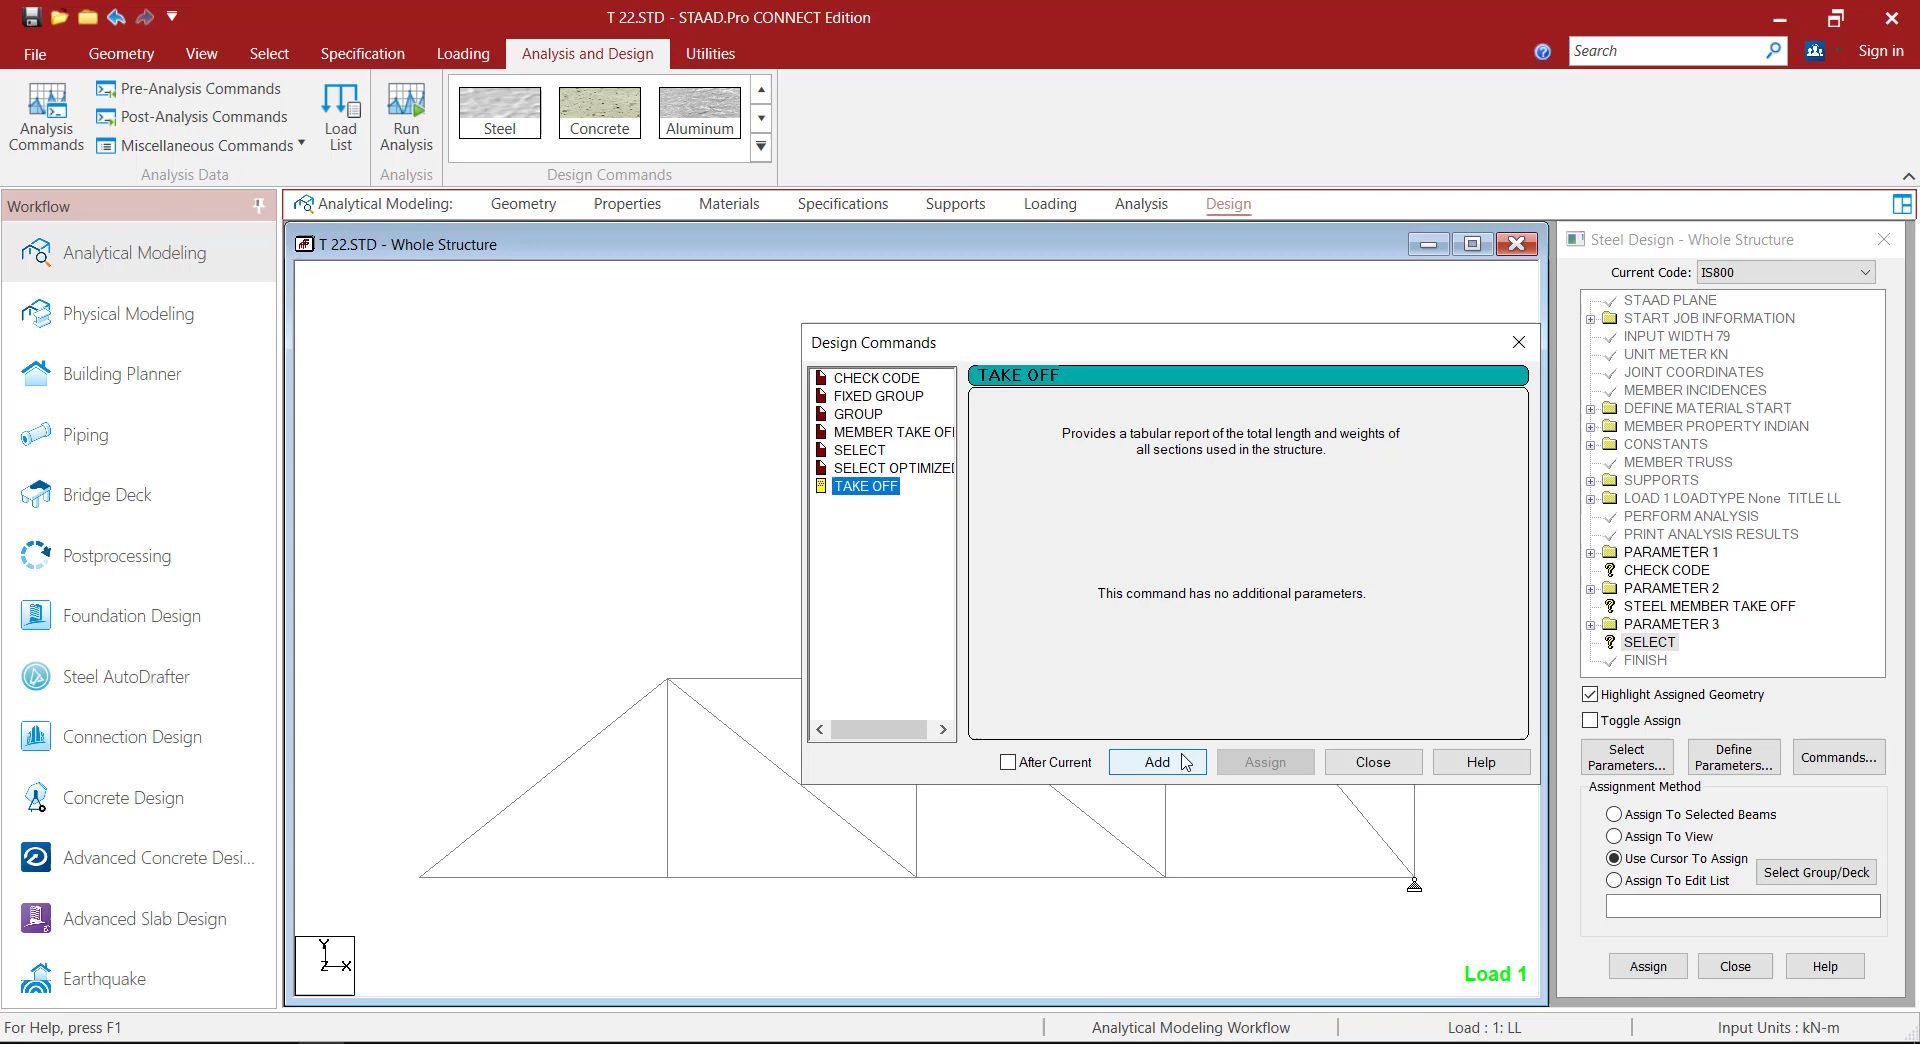 T 22.STD - STAAD.Pro CONNECT Edition
File Geometry View Select Specification Loading Analysis and Design Utilities
Search
Sign in
Analysis Commands
Pre-Analysis Commands
Post-Analysis Commands
Miscellaneous Commands
Load List
Analysis Data
Run Analysis
Analysis
Steel
Concrete
Aluminum
Design Commands
Workflow
Analytical Modeling
Physical Modeling
Building Planner
Piping
Bridge Deck
Postprocessing
Foundation Design
Steel AutoDrafter
Connection Design
Concrete Design
Advanced Concrete Desi...
Advanced Slab Design
Earthquake
Analytical Modeling: Geometry Properties Materials Specifications Supports Loading Analysis Design
T 22.STD - Whole Structure
Design Commands
CHECK CODE
FIXED GROUP
GROUP
MEMBER TAKE OF
SELECT
SELECT OPTIMIZE
TAKE OFF
TAKE OFF
Provides a tabular report of the total length and weights of
all sections used in the structure.
This command has no additional parameters.
After Current
Add
Assign
Close
Help
Y
Z X
Load 1
Steel Design - Whole Structure
Current Code: IS800
STAAD PLANE
START JOB INFORMATION
INPUT WIDTH 79
UNIT METER KN
JOINT COORDINATES
MEMBER INCIDENCES
DEFINE MATERIAL START
MEMBER PROPERTY INDIAN
CONSTANTS
MEMBER TRUSS
SUPPORTS
LOAD 1 LOADTYPE None TITLE LL
PERFORM ANALYSIS
PRINT ANALYSIS RESULTS
PARAMETER 1
CHECK CODE
PARAMETER 2
STEEL MEMBER TAKE OFF
PARAMETER 3
SELECT
FINISH
Highlight Assigned Geometry
Toggle Assign
Select Parameters...
Define Parameters...
Commands...
Assignment Method
Assign To Selected Beams
Assign To View
Use Cursor To Assign
Assign To Edit List
Select Group/Deck
Assign
Close
Help
For Help, press F1
Analytical Modeling Workflow
Load : 1: LL
Input Units : kN-m